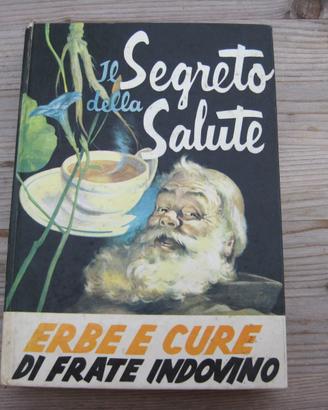 Il Segreto
della
Salute
ERBE E CURE
DI FRATE INDOVINO